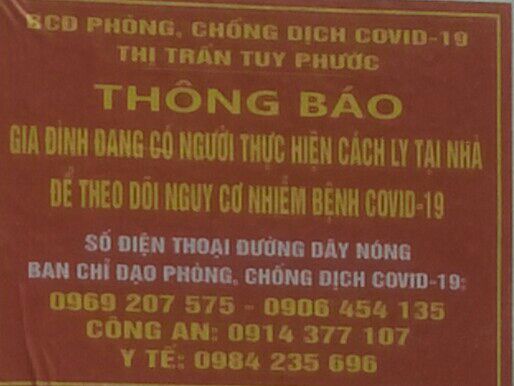 BCĐ PHÒNG, CHỐNG DỊCH COVID-19
THỊ TRẤN TUY PHƯỚC
THÔNG BÁO
GIA ĐÌNH ĐANG CÓ NGƯỜI THỰC HIỆN CÁCH LY TẠI NHÀ
ĐỂ THEO DÕI NGUY CƠ NHIỄM BỆNH COVID-19
SỐ ĐIỆN THOẠI ĐƯỜNG DÂY NÓNG
BAN CHỈ ĐẠO PHÒNG, CHỐNG DỊCH COVID-19:
0969 207 575 - 0906 454 135
CÔNG AN: 0914 377 107
Y TẾ: 0984 235 696